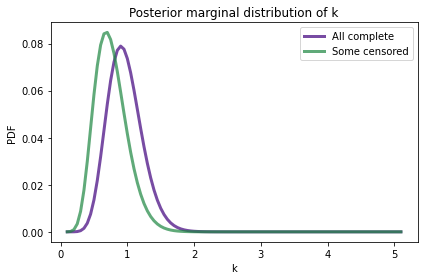 Posterior marginal distribution of k
All complete
Some censored
PDF
0.08
0.06
0.04
0.02
0.00
0 1 2 3 4 5
k